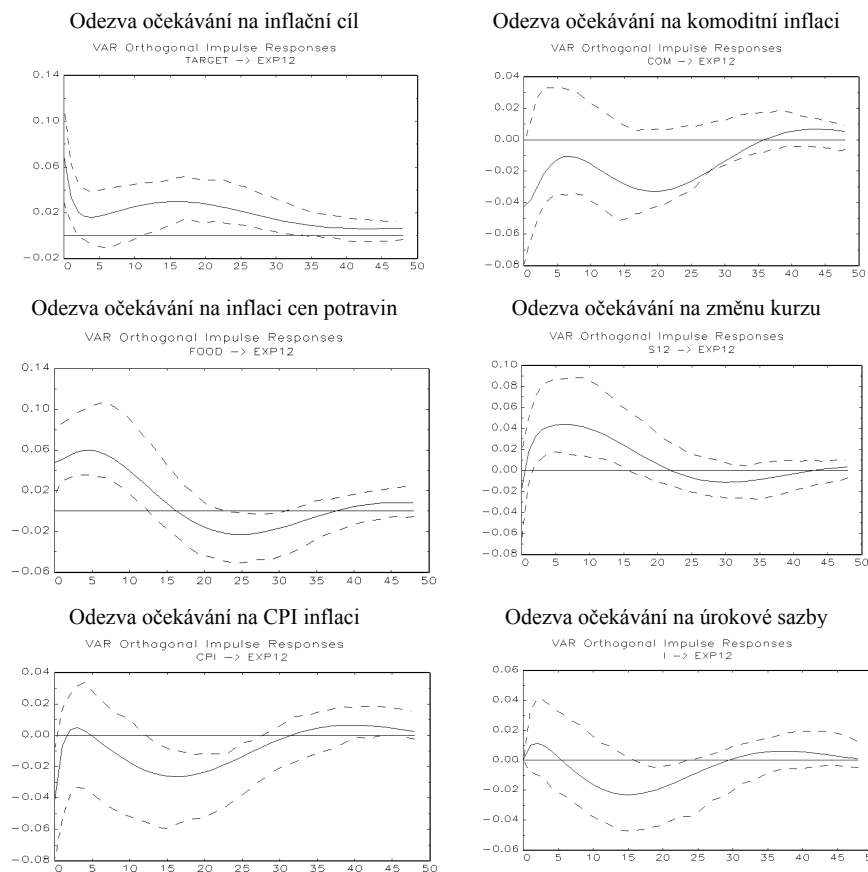 Odezva očekávání na inflační cíl
VAR Orthogonal Impulse Responses
TARGET -> EXP12
0.14
0.10
0.06
0.02
-0.02
0 5 10 15 20 25 30 35 40 45 50
Odezva očekávání na komoditní inflaci
VAR Orthogonal Impulse Responses
COM -> EXP12
0.04
0.02
0.00
-0.02
-0.04
-0.06
-0.08
0 5 10 15 20 25 30 35 40 45 50
Odezva očekávání na inflaci cen potravin
VAR Orthogonal Impulse Responses
FOOD -> EXP12
0.14
0.10
0.06
0.02
-0.02
-0.06
0 5 10 15 20 25 30 35 40 45 50
Odezva očekávání na změnu kurzu
VAR Orthogonal Impulse Responses
S12 -> EXP12
0.10
0.08
0.06
0.04
0.02
0.00
-0.02
-0.04
-0.06
-0.08
0 5 10 15 20 25 30 35 40 45 50
Odezva očekávání na CPI inflaci
VAR Orthogonal Impulse Responses
CPI -> EXP12
0.04
0.02
0.00
-0.02
-0.04
-0.06
-0.08
0 5 10 15 20 25 30 35 40 45 50
Odezva očekávání na úrokové sazby
VAR Orthogonal Impulse Responses
I -> EXP12
0.06
0.04
0.02
0.00
-0.02
-0.04
-0.06
0 5 10 15 20 25 30 35 40 45 50